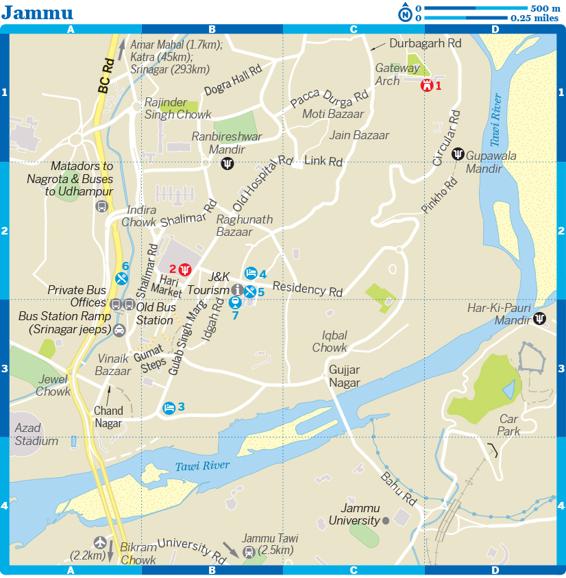 Jammu
N
0
500 m
0
0.25 miles
A
B
C
D
1
2
3
4
1
2
3
4
Amar Mahal (1.7km);
Katra (45km);
Srinagar (293km)
BC Rd
Dogra Hall Rd
Durbagarh Rd
Gateway
Arch
1
Rajinder
Singh Chowk
Pacca Durga Rd
Moti Bazaar
Tawi River
Ranbireshwar
Mandir
Jain Bazaar
Circular Rd
Matadors to
Nagrota & Buses
to Udhampur
Old Hospital Rd
Link Rd
Gupawala
Mandir
Pinkho Rd
Indira
Chowk
Shalimar Rd
Raghunath
Bazaar
Shalimar Rd
6
2
Hari
Market
J&K
Tourism
4
5
7
Residency Rd
Private Bus
Offices
Old Bus
Station
Bus Station Ramp
(Srinagar jeeps)
Gulab Singh Marg
Idgah Rd
Har-Ki-Pauri
Mandir
Vinaik
Bazaar
Gumat
Steps
Iqbal
Chowk
Jewel
Chowk
Gujjar
Nagar
Chand
Nagar
3
Car
Park
Azad
Stadium
Tawi River
Bahu Rd
Jammu
University
(2.2km)
Bikram
Chowk
University Rd
Jammu Tawi
(2.5km)